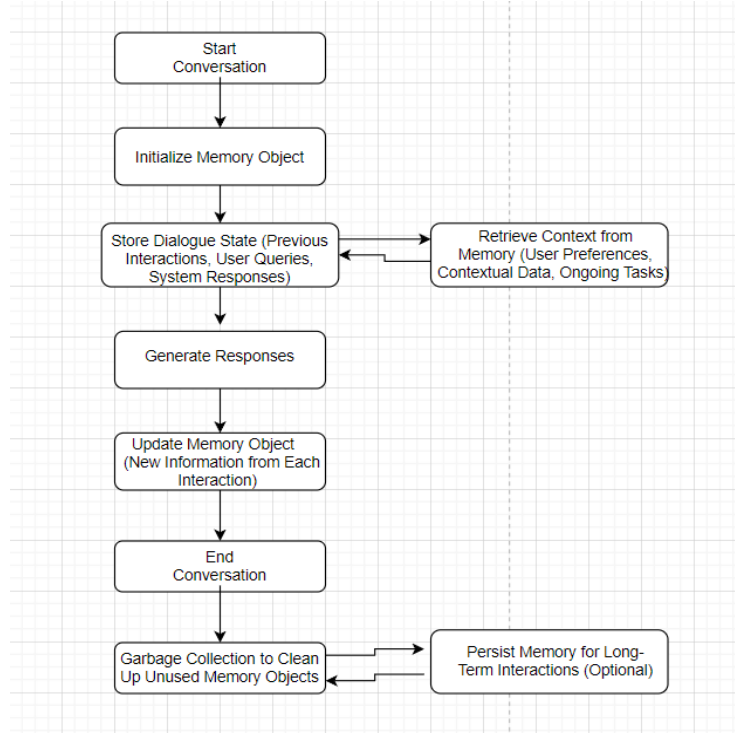 Start
Conversation
Initialize Memory Object
Store Dialogue State (Previous
Interactions, User Queries,
System Responses)
Retrieve Context from
Memory (User Preferences,
Contextual Data, Ongoing Tasks)
Generate Responses
Update Memory Object
(New Information from Each
Interaction)
End
Conversation
Garbage Collection to Clean
Up Unused Memory Objects
Persist Memory for Long-
Term Interactions (Optional)